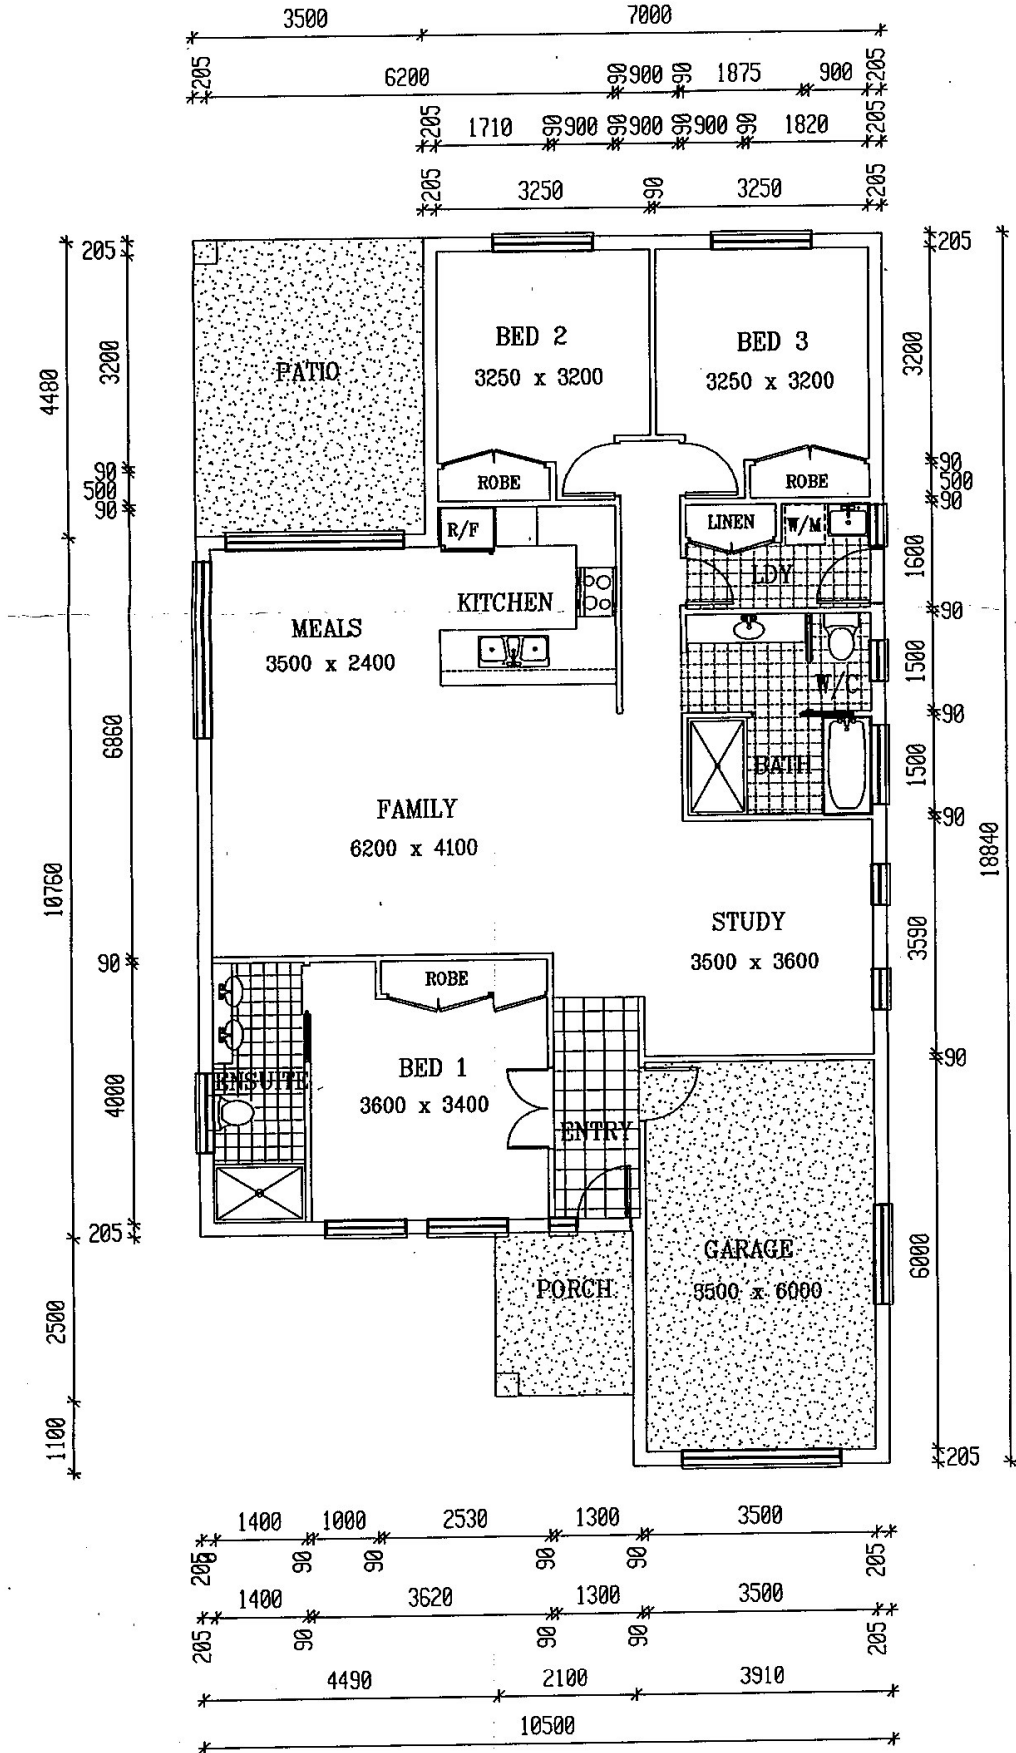 3500 7000
205 6200 90 900 90 1875 900 205
205 1710 90 900 90 900 90 900 90 1820 205
205 3250 90 3250 205
205 205
4480 3200 PATIO BED 2 BED 3 3200
3250 x 3200 3250 x 3200
90 ROBE ROBE 90
500 500
90 90
R/F LINEN W/M
1600
LDY
KITCHEN
90
MEALS
3500 x 2400
1500
W/C
90
6860 BATH 1500
FAMILY 90
6200 x 4100
18840
10760
STUDY 3590
3500 x 3600
90 ROBE
90
BED 1
ENSUITE 4000
3600 x 3400
ENTRY
205
GARAGE 6000
PORCH 3500 x 6000
2500
1100
205
1400 1000 2530 1300 3500
205 90 90 90 90 205
1400 3620 1300 3500
205 90 90 90 205
4490 2100 3910
10500